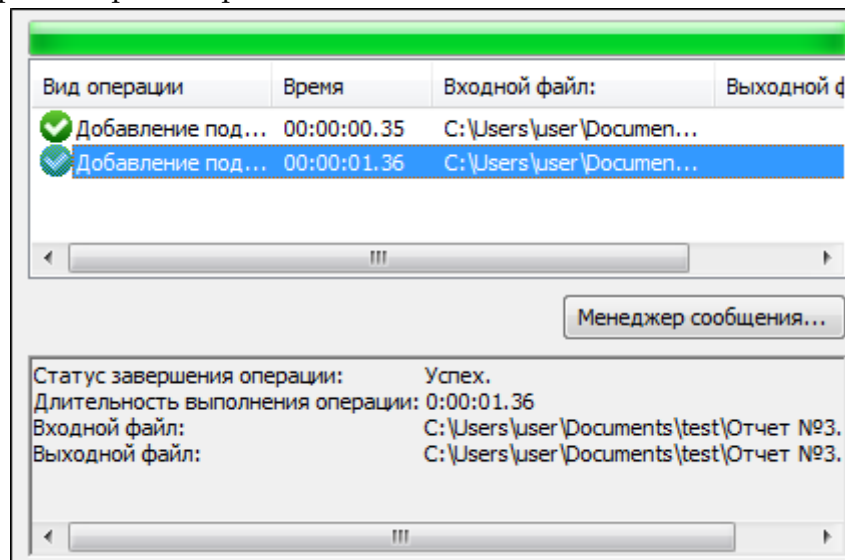 Вид операции Время Входной файл: Выходной ф
Добавление под... 00:00:00.35 C:\Users\user\Documen...
Добавление под... 00:00:01.36 C:\Users\user\Documen...
Менеджер сообщения...
Статус завершения операции: Успех.
Длительность выполнения операции: 0:00:01.36
Входной файл: C:\Users\user\Documents\test\Отчет №3.
Выходной файл: C:\Users\user\Documents\test\Отчет №3.